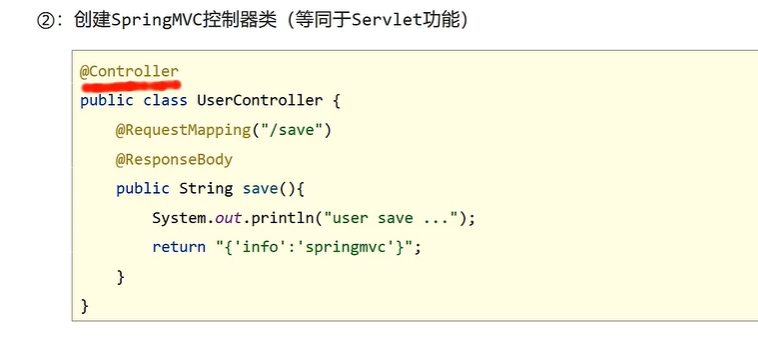 ②：创建SpringMVC控制器类（等同于Servlet功能）
@Controller
public class UserController {
    @RequestMapping("/save")
    @ResponseBody
    public String save(){
        System.out.println("user save ...");
        return "{'info':'springmvc'}";
    }
}